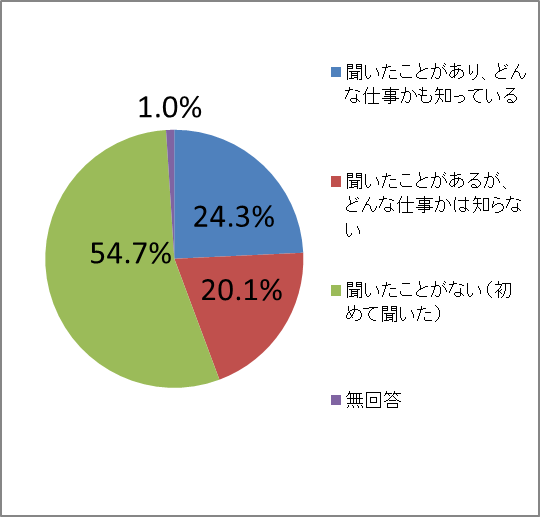 1.0%
24.3%
54.7%
20.1%
聞いたことがあり、どん
な仕事かも知っている
聞いたことがあるが、
どんな仕事かは知らな
い
聞いたことがない（初
めて聞いた）
無回答